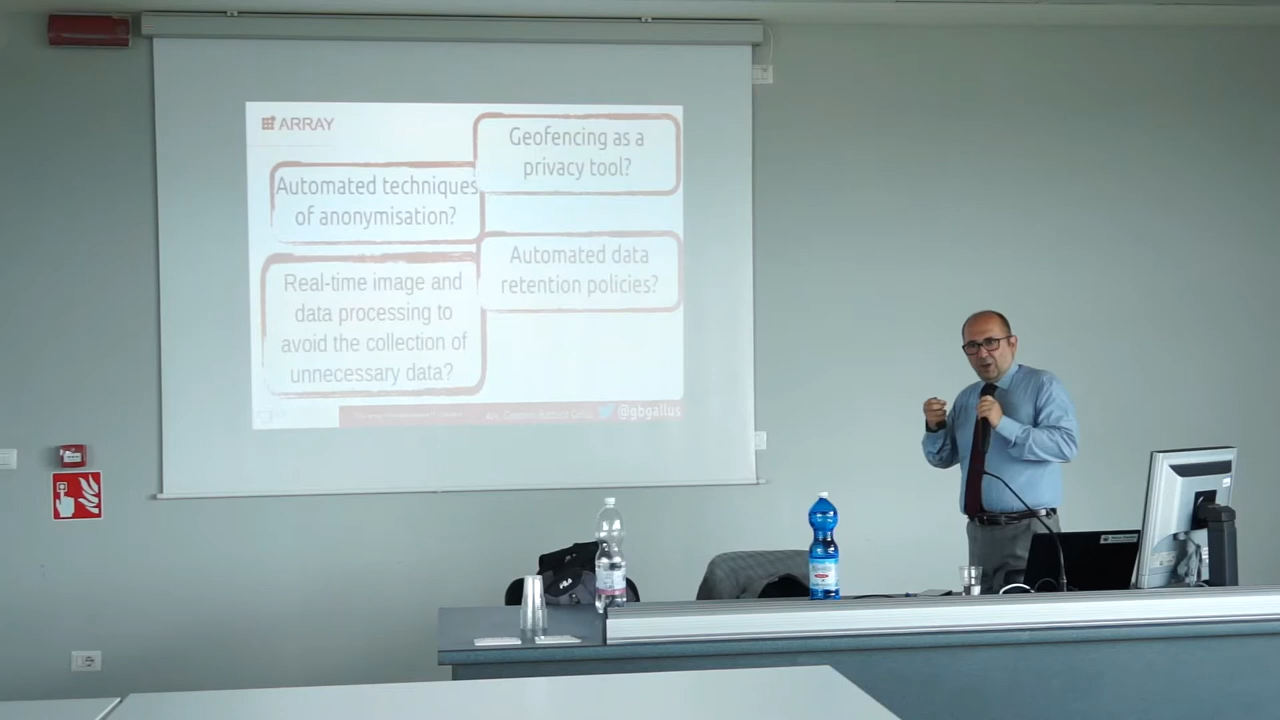 ARRAY
Geofencing as a
privacy tool?
Automated techniques
of anonymisation?
Automated data
retention policies?
Real-time image and
data processing to
avoid the collection of
unnecessary data?
@gbgallus
FILA